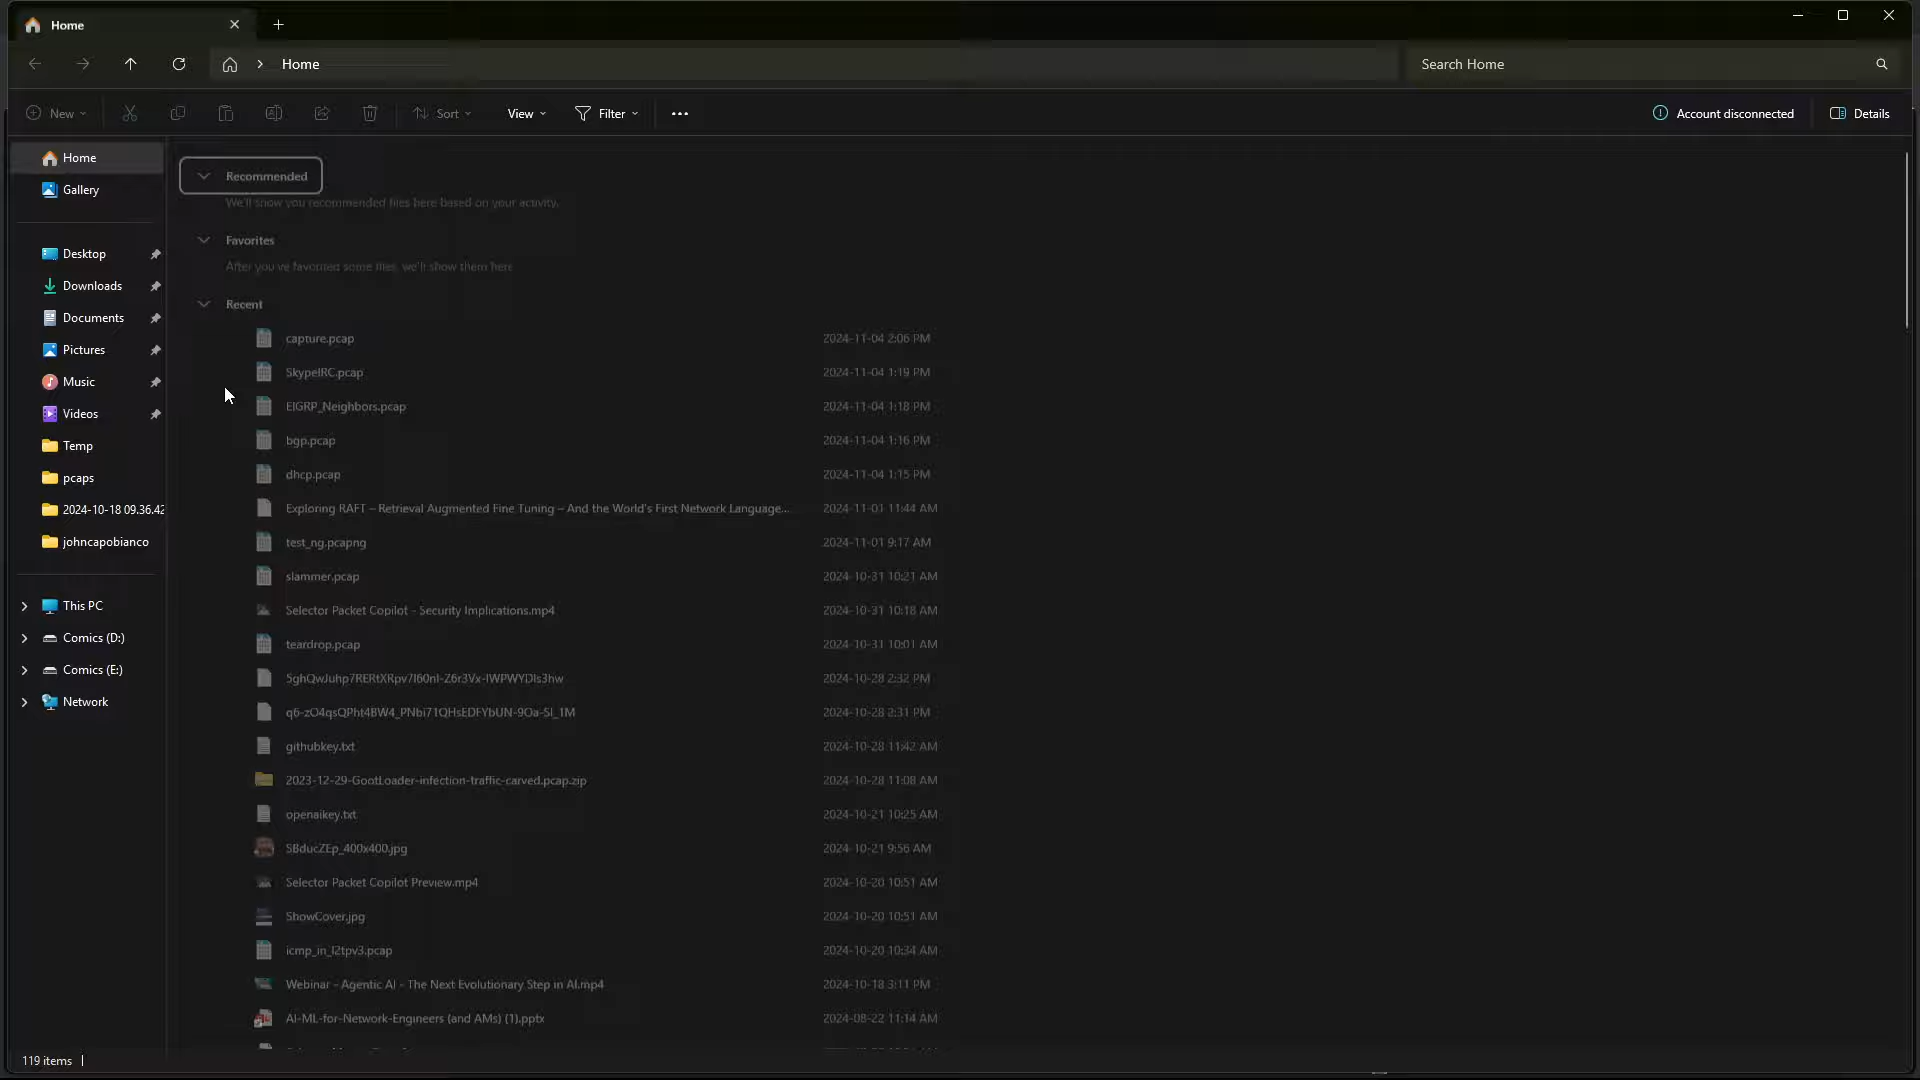 Home
Home
Search Home
New
Sort
View
Filter
Account disconnected
Details
Home
Gallery
Desktop
Downloads
Documents
Pictures
Music
Videos
Temp
pcaps
2024-10-18 09.36.42
johncapobianco
This PC
Comics (D:)
Comics (E:)
Network
Recommended
We'll show you recommended files here based on your activity.
Favorites
After you've favorited some files, we'll show them here.
Recent
capture.pcap 2024-11-04 2:06 PM
SkypeIRC.pcap 2024-11-04 1:19 PM
EIGRP_Neighbors.pcap 2024-11-04 1:18 PM
bgp.pcap 2024-11-04 1:16 PM
dhcp.pcap 2024-11-04 1:15 PM
Exploring RAFT – Retrieval Augmented Fine Tuning – And the World's First Network Language... 2024-11-01 11:44 AM
test_ng.pcapng 2024-11-01 9:17 AM
slammer.pcap 2024-10-31 10:21 AM
Selector Packet Copilot - Security Implications.mp4 2024-10-31 10:18 AM
teardrop.pcap 2024-10-31 10:01 AM
2024-10-28 2:32 PM
2024-10-28 2:31 PM
githubkey.txt 2024-10-28 11:42 AM
2023-12-29-GootLoader-infection-traffic-carved.pcap.zip 2024-10-28 11:08 AM
openaikey.txt 2024-10-21 10:25 AM
SBducZEp_400x400.jpg 2024-10-21 9:56 AM
Selector Packet Copilot Preview.mp4 2024-10-20 10:51 AM
ShowCover.jpg 2024-10-20 10:51 AM
icmp_in_l2tpv3.pcap 2024-10-20 10:34 AM
Webinar - Agentic AI - The Next Evolutionary Step in AI.mp4 2024-10-18 3:11 PM
AI-ML-for-Network-Engineers (and AMs) (1).pptx 2024-08-22 11:14 AM
119 items